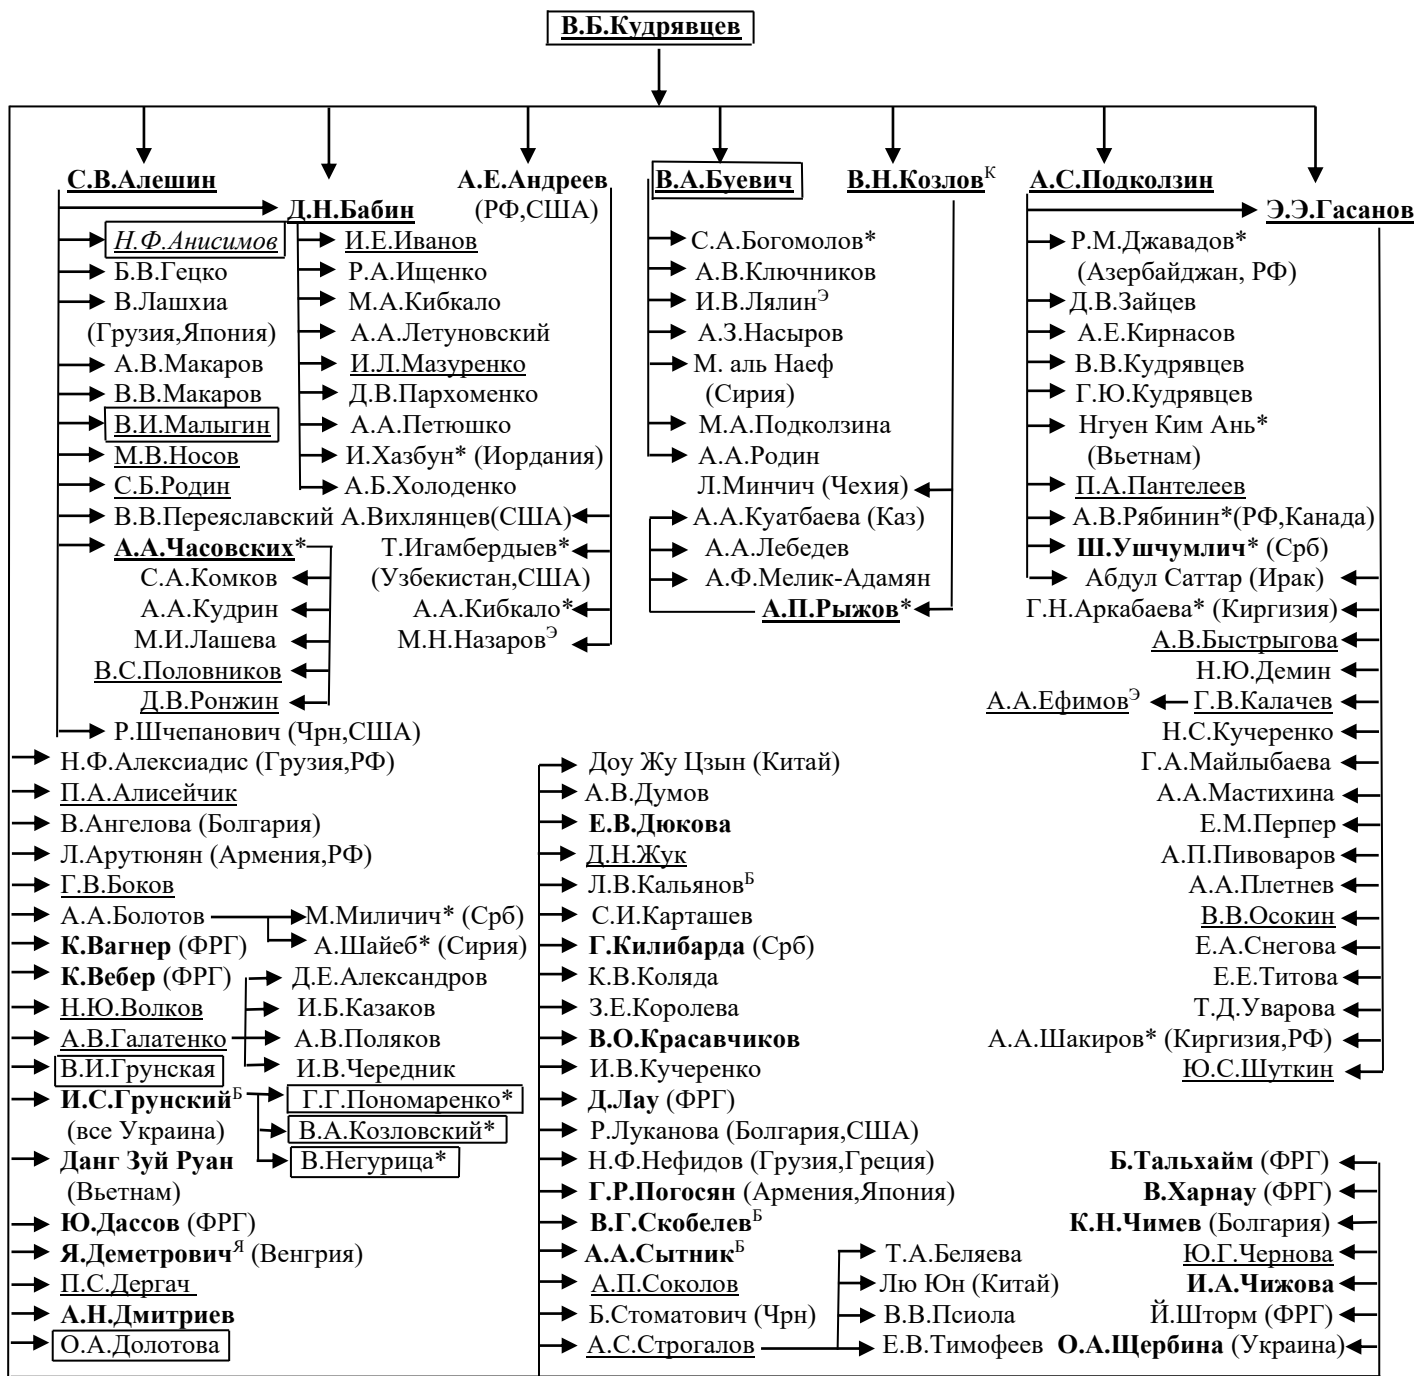 В.Б.Кудрявцев
С.В.Алешин
Д.Н.Бабин
А.Е.Андреев
(РФ,США)
В.А.Буевич
В.Н.Козловᴷ
А.С.Подколзин
Э.Э.Гасанов
Н.Ф.Анисимов
Б.В.Гецко
В.Лашхиа
(Грузия,Япония)
А.В.Макаров
В.В.Макаров
В.И.Малыгин
М.В.Носов
С.Б.Родин
В.В.Переяславский
А.А.Часовских*
С.А.Комков
А.А.Кудрин
М.И.Лашева
В.С.Половников
Д.В.Ронжин
Р.Шчепанович (Чрн,США)
И.Е.Иванов
Р.А.Ищенко
М.А.Кибкало
А.А.Летуновский
И.Л.Мазуренко
Д.В.Пархоменко
А.А.Петюшко
И.Хазбун* (Иордания)
А.Б.Холоденко
А.Вихлянцев(США)
Т.Игамбердыев*
(Узбекистан,США)
А.А.Кибкало*
М.Н.НазаровЭ
С.А.Богомолов*
А.В.Ключников
И.В.ЛялинЭ
А.З.Насыров
М. аль Наеф
(Сирия)
М.А.Подколзина
А.А.Родин
Л.Минчич (Чехия)
А.А.Куатбаева (Каз)
А.А.Лебедев
А.Ф.Мелик-Адамян
А.П.Рыжов*
Р.М.Джавадов*
(Азербайджан, РФ)
Д.В.Зайцев
А.Е.Кирнасов
В.В.Кудрявцев
Г.Ю.Кудрявцев
Нгуен Ким Ань*
(Вьетнам)
П.А.Пантелеев
А.В.Рябинин*(РФ,Канада)
Ш.Ушчумлич* (Срб)
Абдул Саттар (Ирак)
Г.Н.Аркабаева* (Киргизия)
А.В.Быстрыгова
Н.Ю.Демин
А.А.ЕфимовЭ
Г.В.Калачев
Н.С.Кучеренко
Г.А.Майлыбаева
А.А.Мастихина
Е.М.Перпер
А.П.Пивоваров
А.А.Плетнев
В.В.Осокин
Е.А.Снегова
Е.Е.Титова
Т.Д.Уварова
А.А.Шакиров* (Киргизия,РФ)
Ю.С.Шуткин
Н.Ф.Алексиадис (Грузия,РФ)
П.А.Алисейчик
В.Ангелова (Болгария)
Л.Арутюнян (Армения,РФ)
Г.В.Боков
А.А.Болотов
М.Миличич* (Срб)
А.Шайеб* (Сирия)
К.Вагнер (ФРГ)
К.Вебер (ФРГ)
Н.Ю.Волков
А.В.Галатенко
Д.Е.Александров
И.Б.Казаков
А.В.Поляков
И.В.Чередник
В.И.Грунская
И.С.ГрунскийБ
(все Украина)
Г.Г.Пономаренко*
В.А.Козловский*
В.Негурица*
Данг Зуй Руан
(Вьетнам)
Ю.Дассов (ФРГ)
Я.ДеметровичЯ (Венгрия)
П.С.Дергач
А.Н.Дмитриев
О.А.Долотова
Доу Жу Цзын (Китай)
А.В.Думов
Е.В.Дюкова
Д.Н.Жук
Л.В.КальяновБ
С.И.Карташев
Г.Килибарда (Срб)
К.В.Коляда
З.Е.Королева
В.О.Красавчиков
И.В.Кучеренко
Д.Лау (ФРГ)
Р.Луканова (Болгария,США)
Н.Ф.Нефидов (Грузия,Греция)
Г.Р.Погосян (Армения,Япония)
В.Г.СкобелевБ
А.А.СытникБ
А.П.Соколов
Б.Стоматович (Чрн)
А.С.Строгалов
Т.А.Беляева
Лю Юн (Китай)
В.В.Псиола
Е.В.Тимофеев
Б.Тальхайм (ФРГ)
В.Харнау (ФРГ)
К.Н.Чимев (Болгария)
Ю.Г.Чернова
И.А.Чижова
Й.Шторм (ФРГ)
О.А.Щербина (Украина)